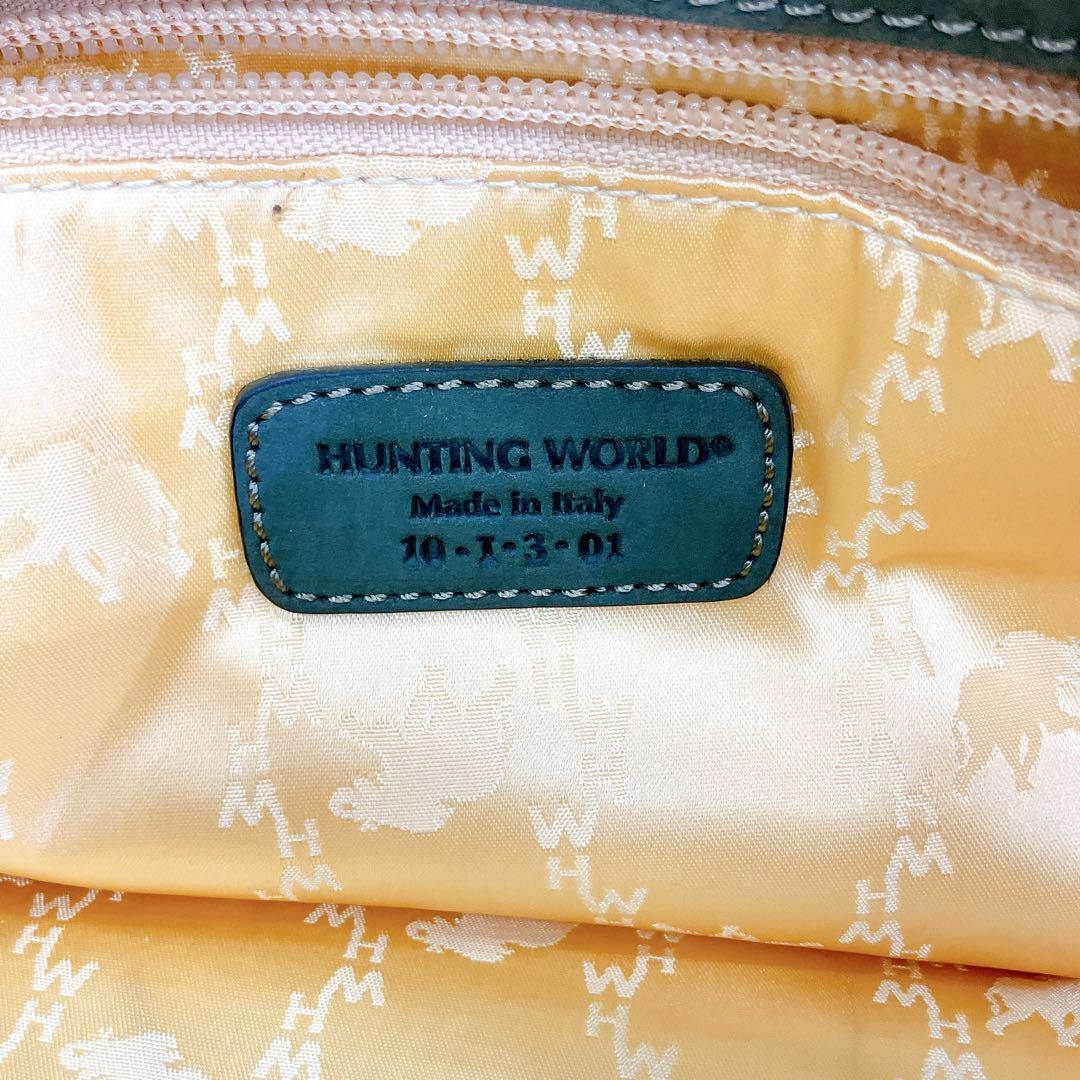 HUNTING WORLD®
Made in Italy
10·1·3·01